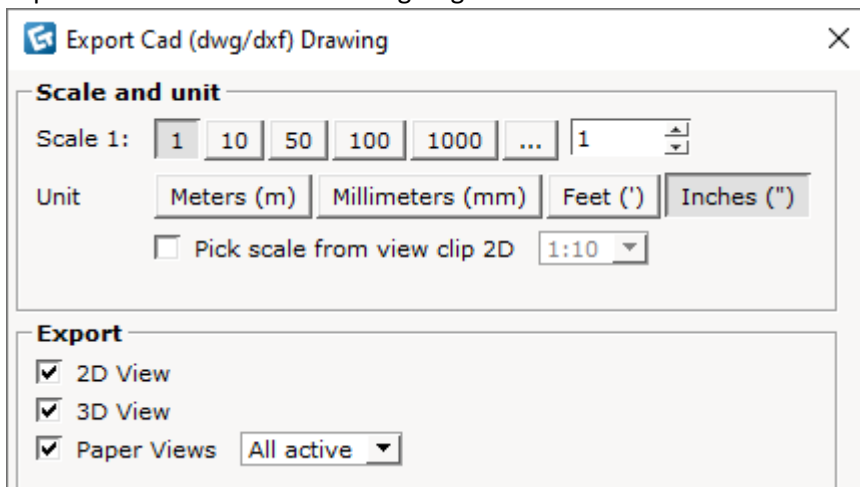 Export Cad (dwg/dxf) Drawing
Scale and unit
Scale 1: 1 10 50 100 1000 ... 1
Unit Meters (m) Millimeters (mm) Feet (') Inches (")
Pick scale from view clip 2D 1:10
Export
2D View
3D View
Paper Views All active